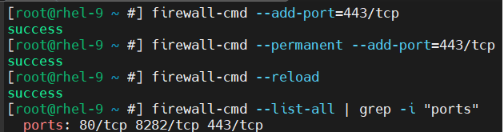 [root@rhel-9 ~ #] firewall-cmd --add-port=443/tcp
success
[root@rhel-9 ~ #] firewall-cmd --permanent --add-port=443/tcp
success
[root@rhel-9 ~ #] firewall-cmd --reload
success
[root@rhel-9 ~ #] firewall-cmd --list-all | grep -i "ports"
  ports: 80/tcp 8282/tcp 443/tcp